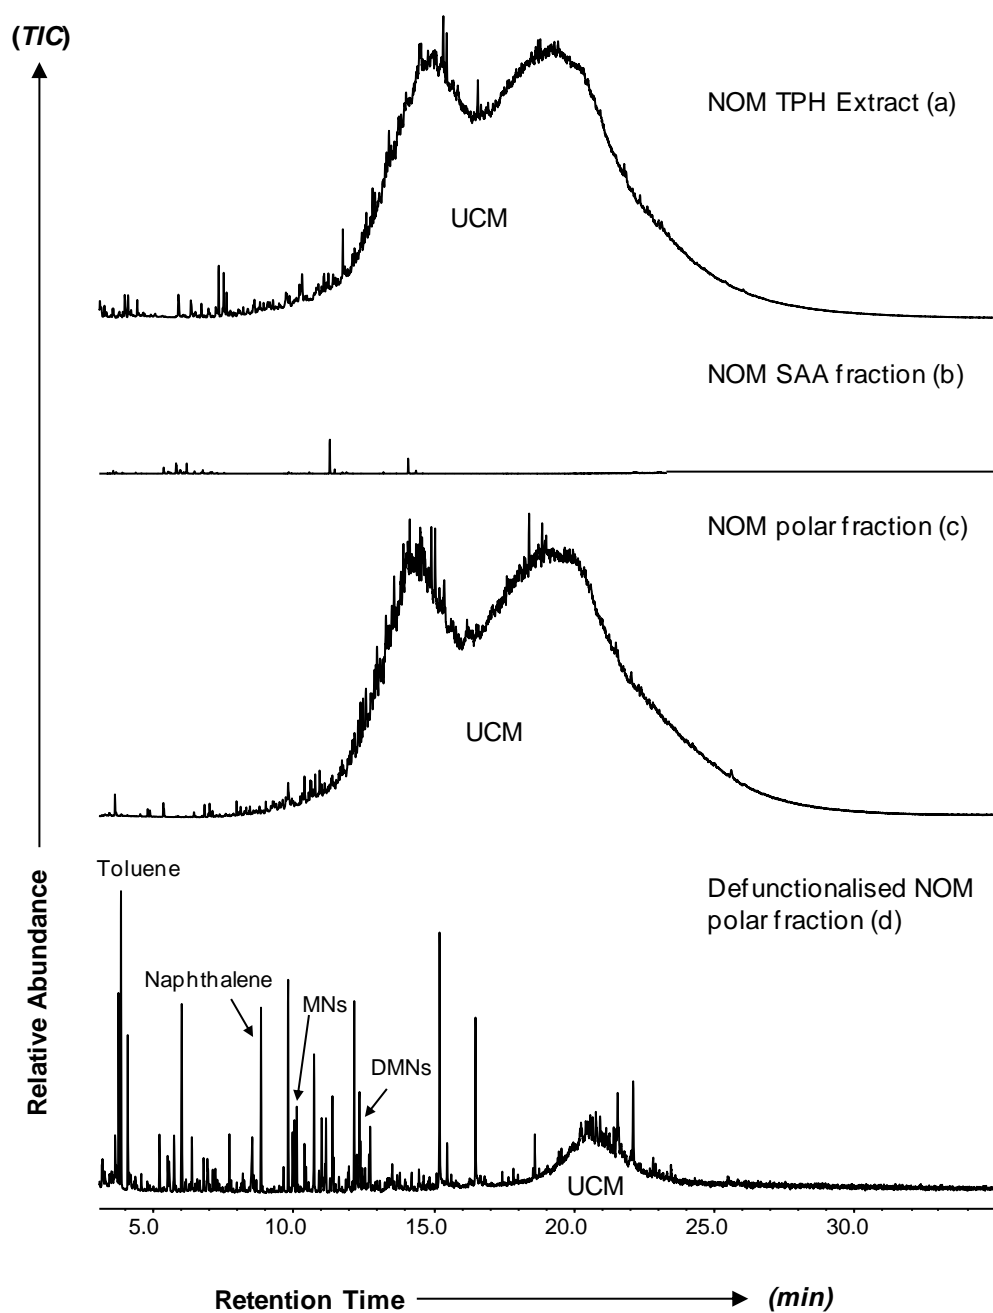 (TIC)
NOM TPH Extract (a)
UCM
NOM SAA fraction (b)
NOM polar fraction (c)
UCM
Toluene
Defunctionalised NOM
polar fraction (d)
Naphthalene
MNs
DMNs
UCM
Relative Abundance
5.0 10.0 15.0 20.0 25.0 30.0
Retention Time (min)